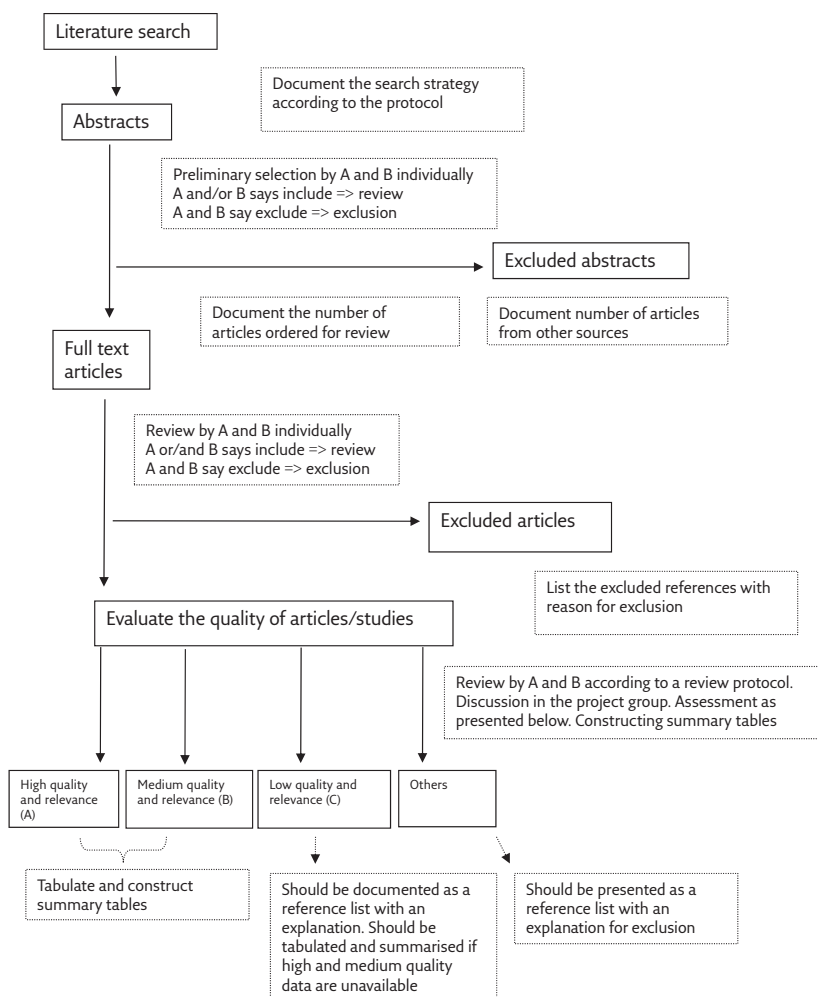 Literature search
Document the search strategy
according to the protocol
Abstracts
Preliminary selection by A and B individually
A and/or B says include => review
A and B say exclude => exclusion
Excluded abstracts
Document the number of
articles ordered for review
Document number of articles
from other sources
Full text
articles
Review by A and B individually
A or/and B says include => review
A and B say exclude => exclusion
Excluded articles
List the excluded references with
reason for exclusion
Evaluate the quality of articles/studies
Review by A and B according to a review protocol.
Discussion in the project group. Assessment as
presented below. Constructing summary tables
High quality
and relevance
(A)
Medium quality
and relevance (B)
Low quality and
relevance (C)
Others
Tabulate and construct
summary tables
Should be documented as a
reference list with an
explanation. Should be
tabulated and summarised if
high and medium quality
data are unavailable
Should be presented as a
reference list with an
explanation for exclusion